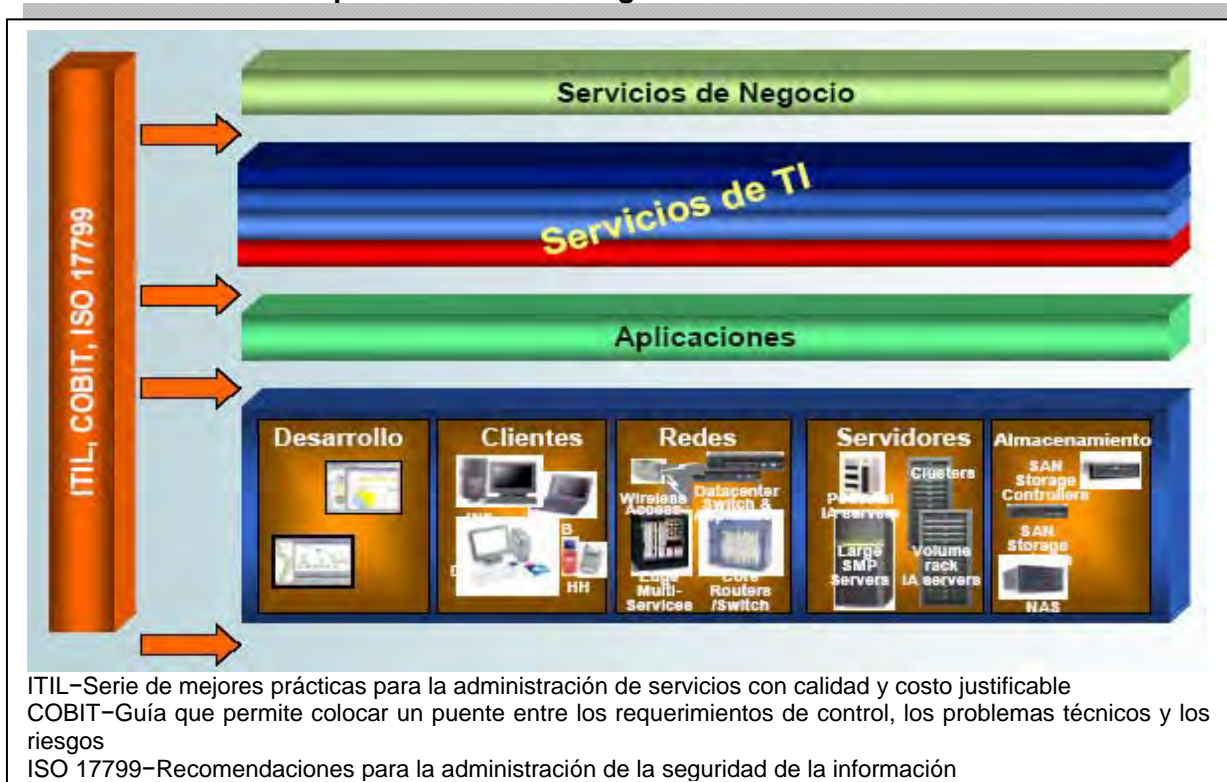 ITIL, COBIT, ISO 17799
Servicios de Negocio
Servicios de TI
Aplicaciones
Desarrollo
Clientes
HH
Redes
Wireless
Access
Datacenter
Switch &
Edge
Multi-
Services
Core
Routers
/Switch
Servidores
IA servers
Clusters
Large
SMP
Servers
Volume
rack
IA servers
Almacenamiento
SAN
Storage
Controllers
SAN
Storage
NAS
ITIL−Serie de mejores prácticas para la administración de servicios con calidad y costo justificable
COBIT−Guía que permite colocar un puente entre los requerimientos de control, los problemas técnicos y los
riesgos
ISO 17799−Recomendaciones para la administración de la seguridad de la información